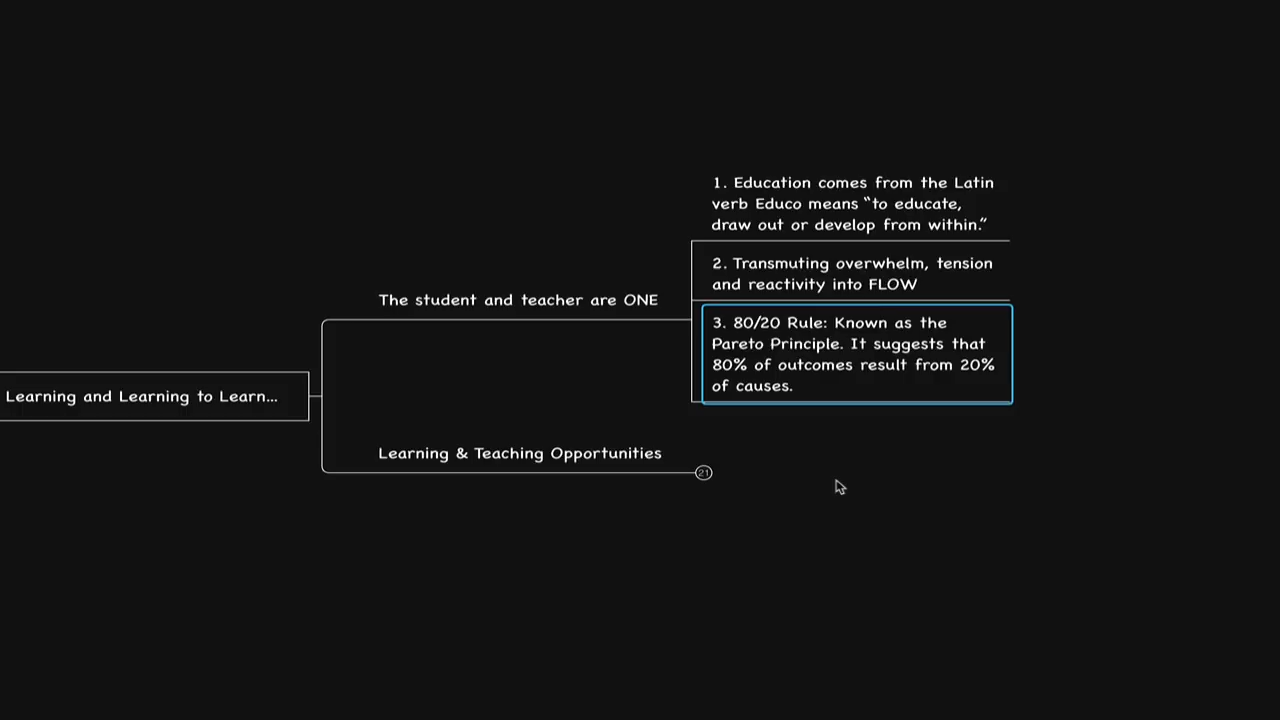 1. Education comes from the Latin
verb Educo means “to educate,
draw out or develop from within.”
2. Transmuting overwhelm, tension
and reactivity into FLOW
The student and teacher are ONE
3. 80/20 Rule: Known as the
Pareto Principle. It suggests that
80% of outcomes result from 20%
of causes.
Learning and Learning to Learn...
Learning & Teaching Opportunities
21